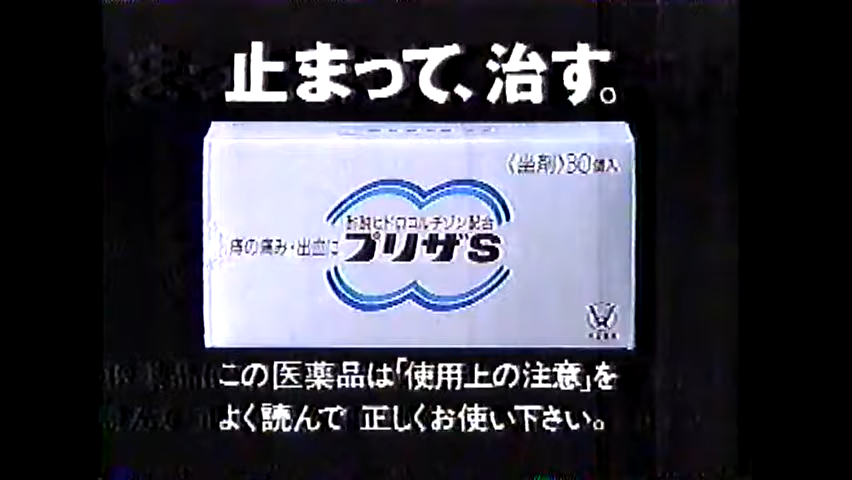 止まって、治す。
〈坐剤〉30個入
酢酸ヒドロコルチゾン配合
痔の痛み・出血に
プリザS
この医薬品は「使用上の注意」を
よく読んで 正しくお使い下さい。